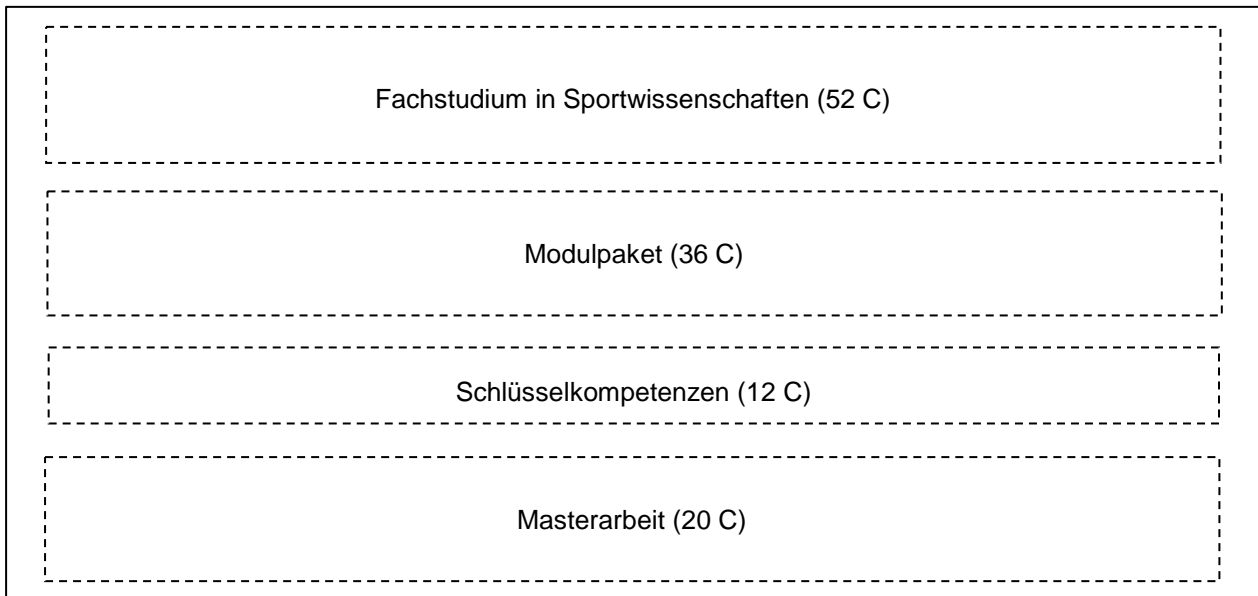 Fachstudium in Sportwissenschaften (52 C)
Modulpaket (36 C)
Schlüsselkompetenzen (12 C)
Masterarbeit (20 C)